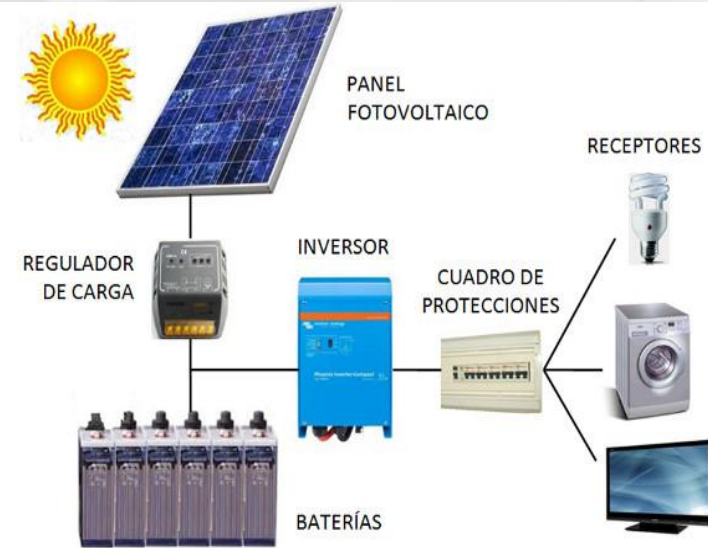 PANEL
FOTOVOLTAICO
RECEPTORES
REGULADOR
DE CARGA
INVERSOR
CUADRO DE
PROTECCIONES
BATERÍAS